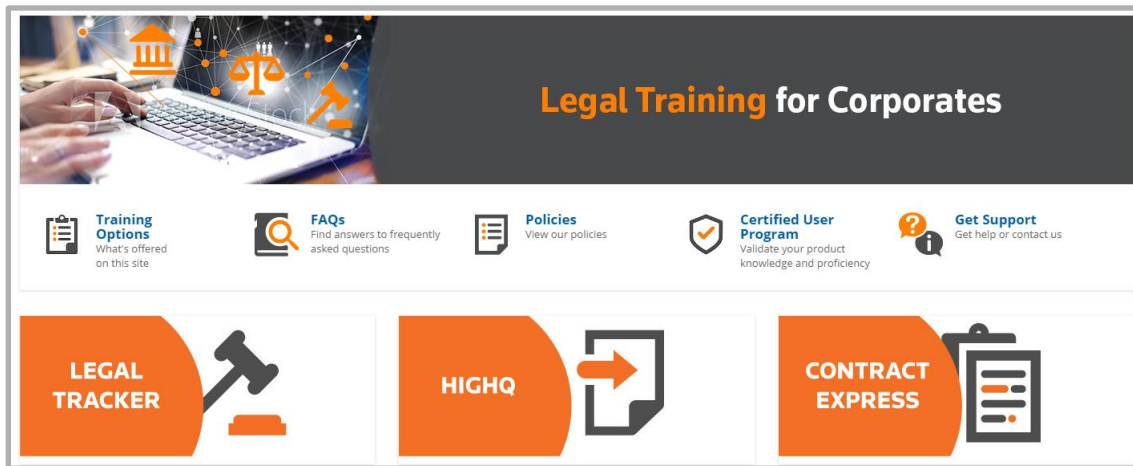 Legal Training for Corporates
Training
Options
What's offered
on this site
FAQs
Find answers to frequently
asked questions
Policies
View our policies
Certified User
Program
Validate your product
knowledge and proficiency
Get Support
Get help or contact us
LEGAL
TRACKER
HIGHQ
CONTRACT
EXPRESS